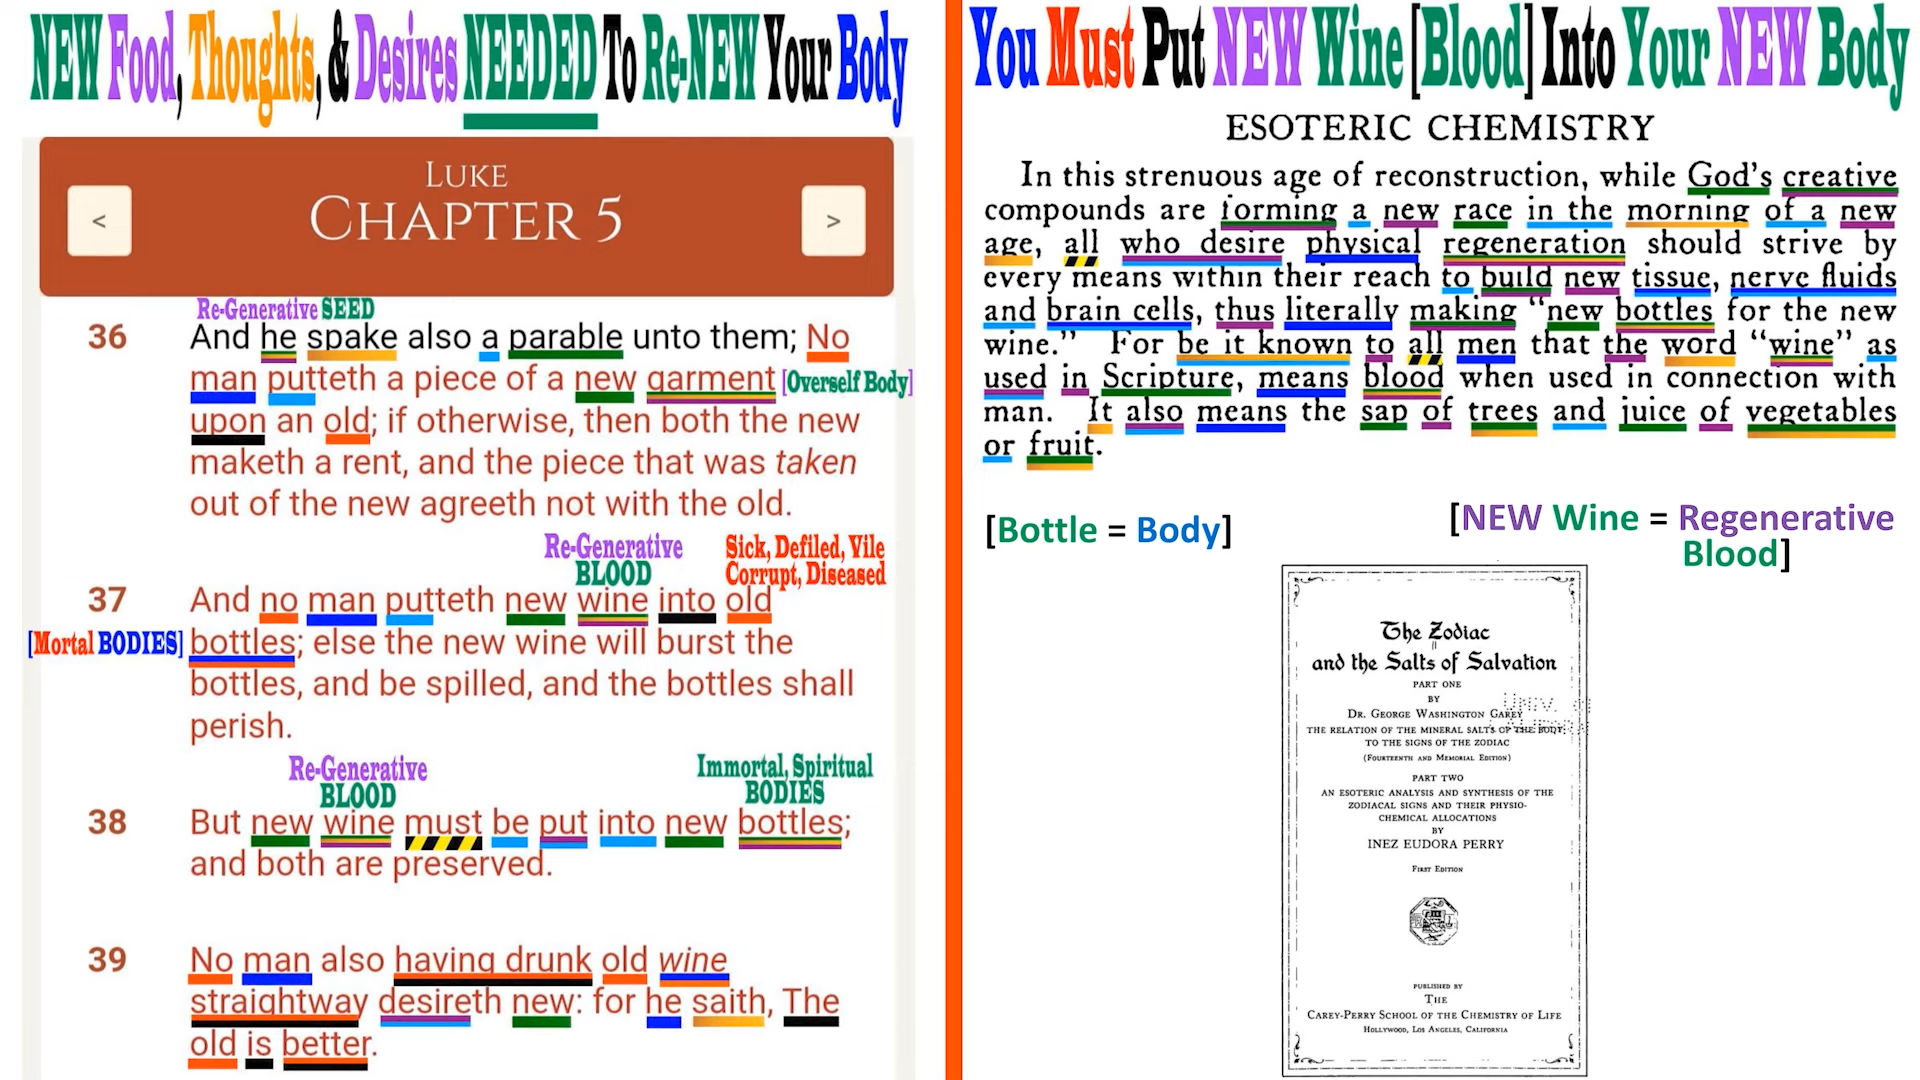 NEW Food, Thoughts, & Desires NEEDED To Re-NEW Your Body
LUKE
CHAPTER 5
<
>
Re-Generative SEED
36 And he spake also a parable unto them; No
man putteth a piece of a new garment [Overself Body]
upon an old; if otherwise, then both the new
maketh a rent, and the piece that was taken
out of the new agreeth not with the old.
Re-Generative
BLOOD
Sick, Defiled, Vile
Corrupt, Diseased
37 And no man putteth new wine into old
[Mortal BODIES] bottles; else the new wine will burst the
bottles, and be spilled, and the bottles shall
perish.
Re-Generative
BLOOD
Immortal, Spiritual
BODIES
38 But new wine must be put into new bottles;
and both are preserved.
39 No man also having drunk old wine
straightway desireth new: for he saith, The
old is better.
You Must Put NEW Wine [Blood] Into Your NEW Body
ESOTERIC CHEMISTRY
In this strenuous age of reconstruction, while God's creative
compounds are forming a new race in the morning of a new
age, all who desire physical regeneration should strive by
every means within their reach to build new tissue, nerve fluids
and brain cells, thus literally making "new bottles for the new
wine." For be it known to all men that the word "wine" as
used in Scripture, means blood when used in connection with
man. It also means the sap of trees and juice of vegetables
or fruit.
[Bottle = Body]
[NEW Wine = Regenerative
Blood]
The Zodiac
and the Salts of Salvation
PART ONE
BY
DR. GEORGE WASHINGTON CAREY
THE RELATION OF THE MINERAL SALTS OF THE BODY
TO THE SIGNS OF THE ZODIAC
(FOURTEENTH AND MEMORIAL EDITION)
PART TWO
AN ESOTERIC ANALYSIS AND SYNTHESIS OF THE
ZODIACAL SIGNS AND THEIR PHYSIO-
CHEMICAL ALLOCATIONS
BY
INEZ EUDORA PERRY
FIRST EDITION
PUBLISHED BY
THE
CAREY-PERRY SCHOOL OF THE CHEMISTRY OF LIFE
HOLLYWOOD, LOS ANGELES, CALIFORNIA